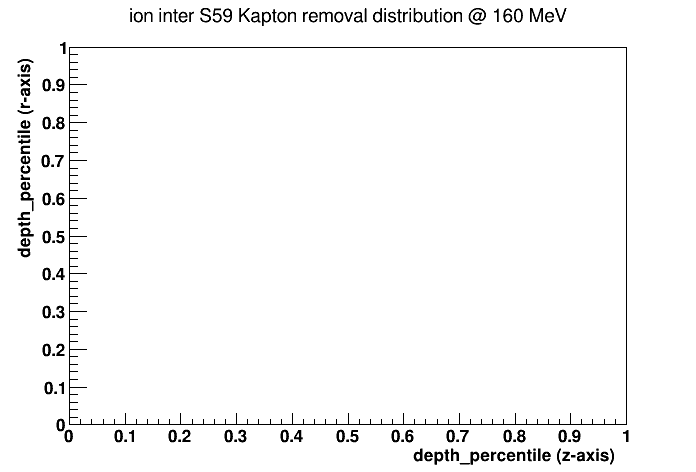 ion inter S59 Kapton removal distribution @ 160 MeV
depth_percentile (r-axis)
1
0.9
0.8
0.7
0.6
0.5
0.4
0.3
0.2
0.1
0
0 0.1 0.2 0.3 0.4 0.5 0.6 0.7 0.8 0.9 1
depth_percentile (z-axis)